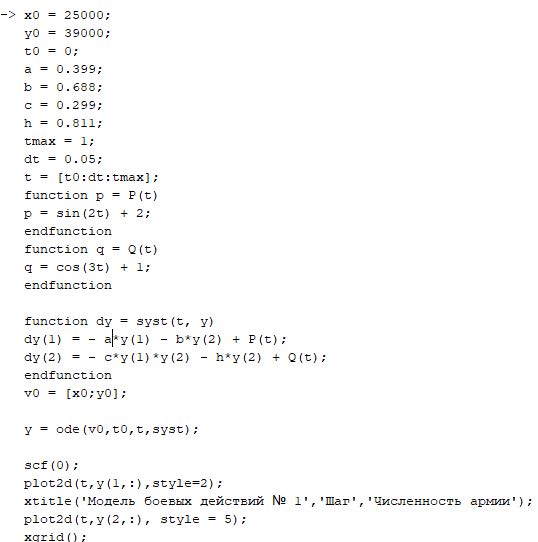 -> x0 = 25000;
y0 = 39000;
t0 = 0;
a = 0.399;
b = 0.688;
c = 0.299;
h = 0.811;
tmax = 1;
dt = 0.05;
t = [t0:dt:tmax];
function p = P(t)
p = sin(2t) + 2;
endfunction
function q = Q(t)
q = cos(3t) + 1;
endfunction
function dy = syst(t, y)
dy(1) = - a*y(1) - b*y(2) + P(t);
dy(2) = - c*y(1)*y(2) - h*y(2) + Q(t);
endfunction
v0 = [x0;y0];
y = ode(v0,t0,t,syst);
scf(0);
plot2d(t,y(1,:),style=2);
xtitle('Модель боевых действий № 1','Шаг','Численность армии');
plot2d(t,y(2,:), style = 5);
xgrid();